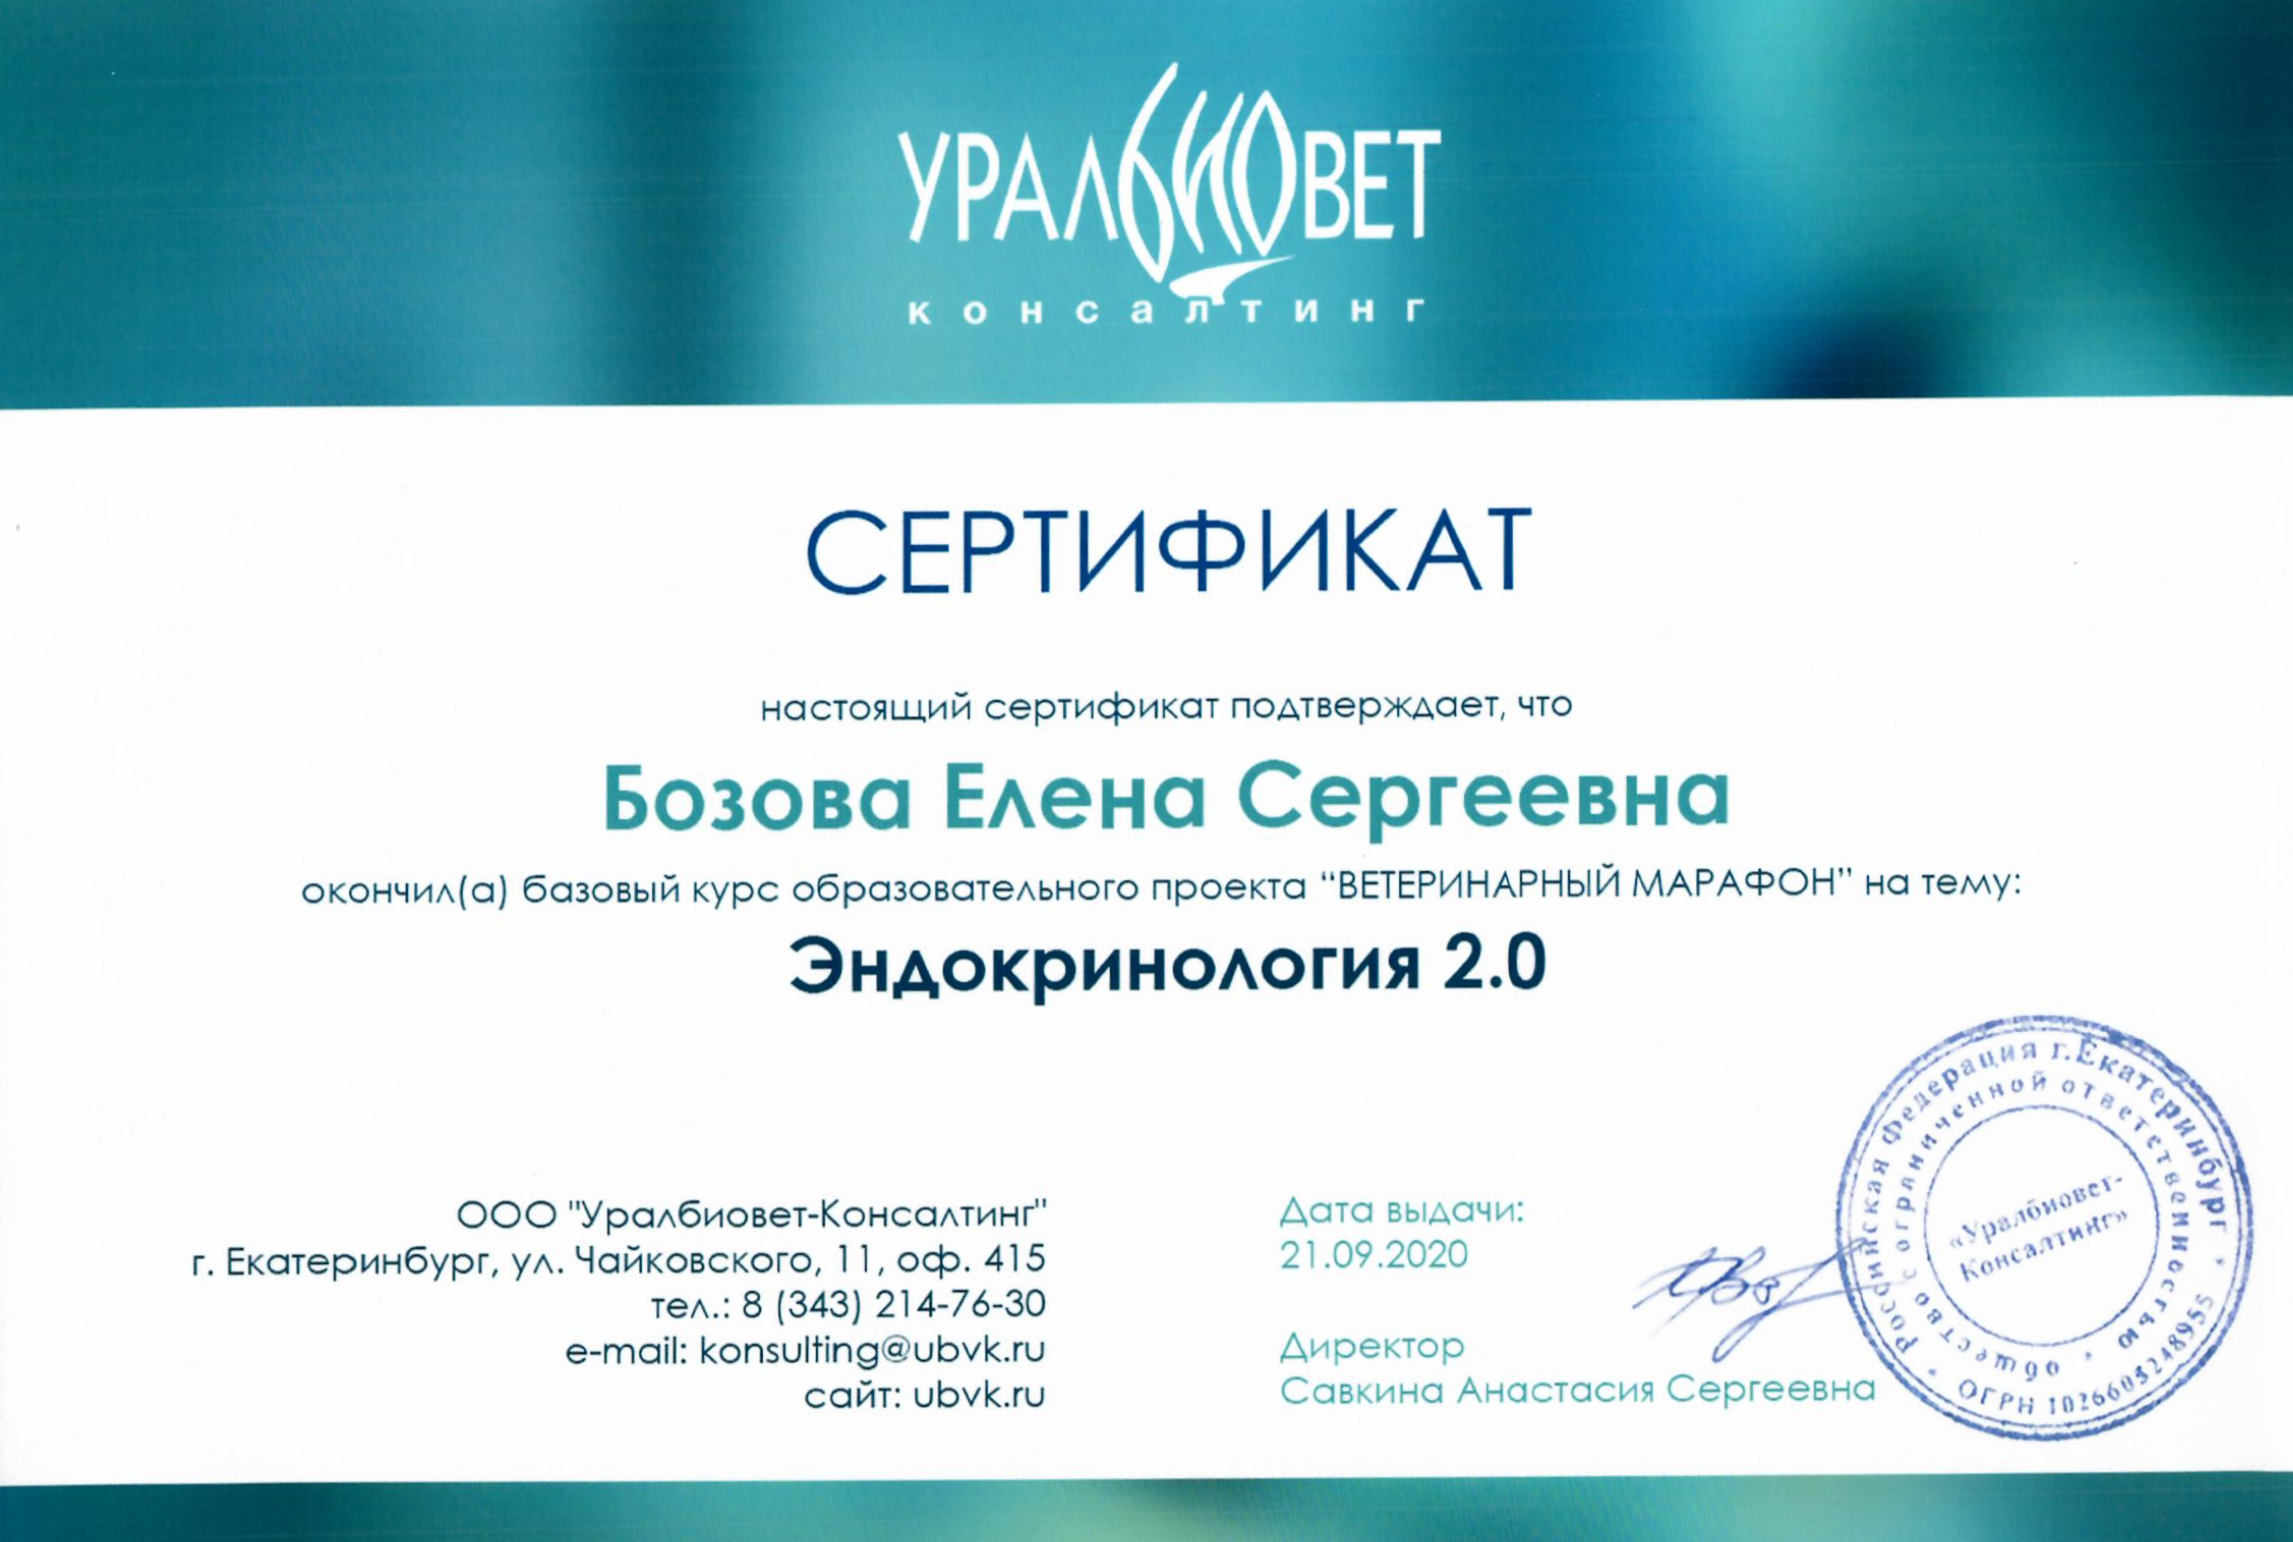 УРАЛБИОВЕТ
консалтинг
СЕРТИФИКАТ
настоящий сертификат подтверждает, что
Бозова Елена Сергеевна
окончил(а) базовый курс образовательного проекта “ВЕТЕРИНАРНЫЙ МАРАФОН” на тему:
Эндокринология 2.0
ООО "Уралбиовет-Консалтинг"
г. Екатеринбург, ул. Чайковского, 11, оф. 415
тел.: 8 (343) 214-76-30
e-mail: konsulting@ubvk.ru
сайт: ubvk.ru
Дата выдачи:
21.09.2020
Директор
Савкина Анастасия Сергеевна
Российская Федерация г.Екатеринбург
* ОГРН 1026605248955 *
общество с ограниченной ответственностью
«Уралбиовет-
Консалтинг»